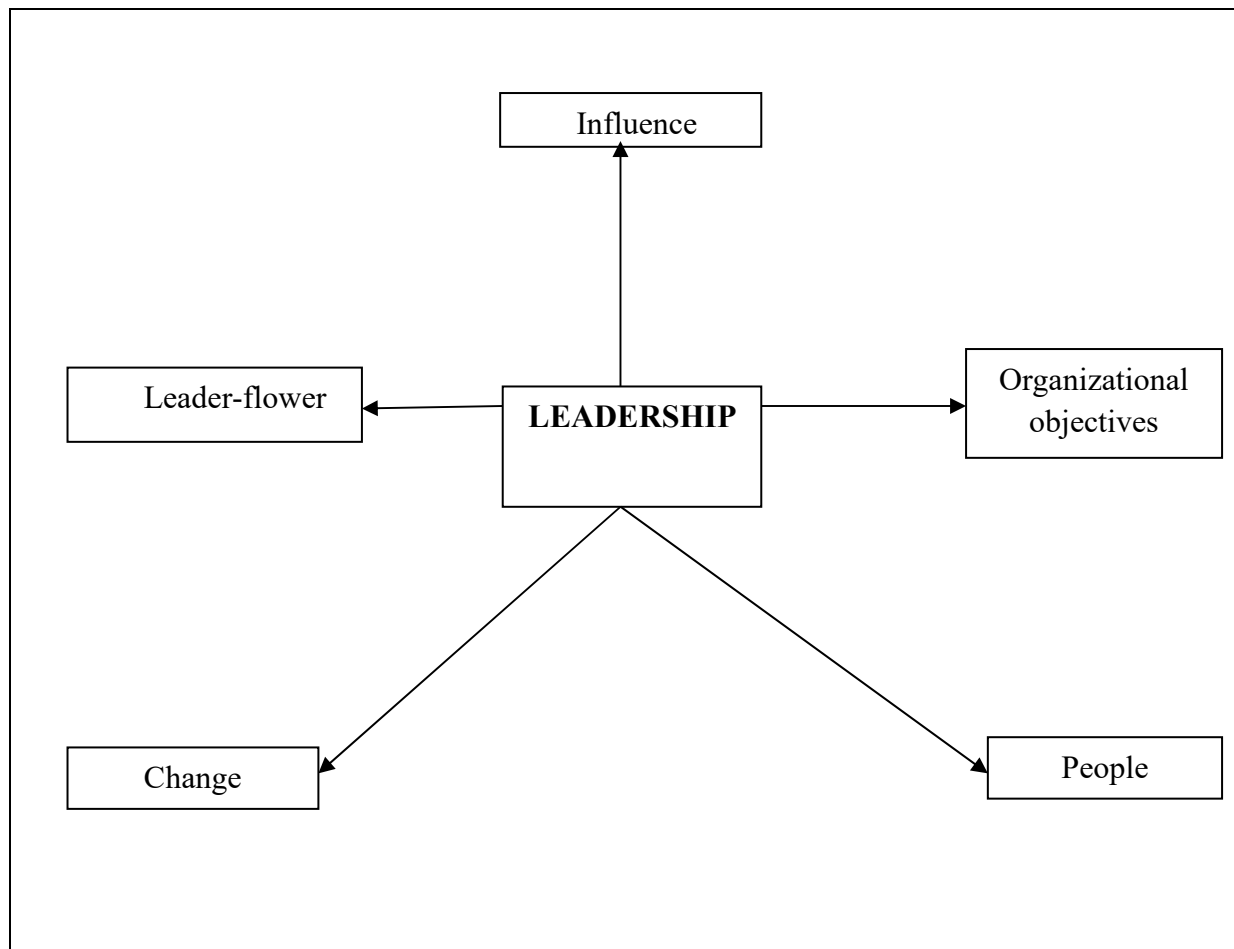 Influence
Leader-flower
LEADERSHIP
Organizational
objectives
Change
People